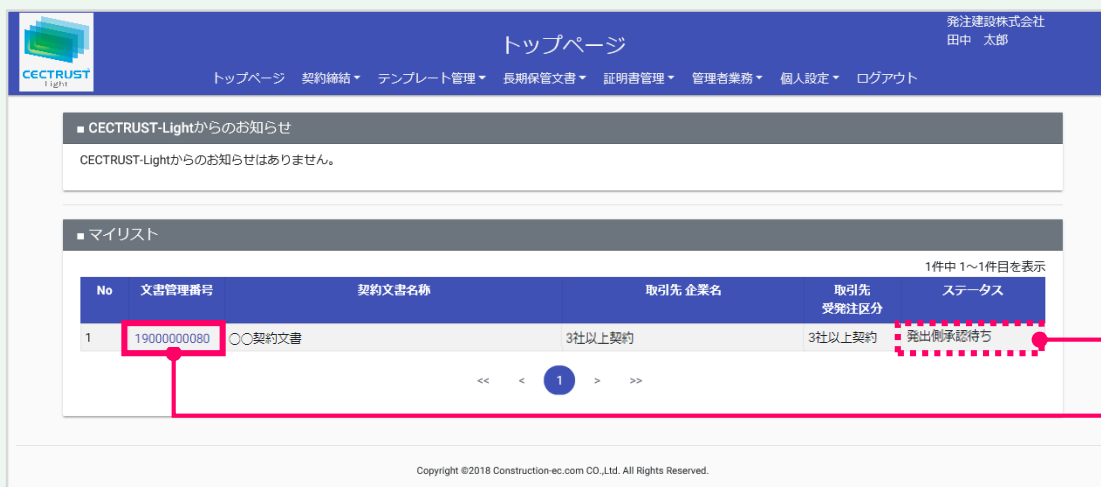 発注建設株式会社
田中 太郎
トップページ
CECTRUST
Light
トップページ 契約締結 テンプレート管理 長期保管文書 証明書管理 管理者業務 個人設定 ログアウト
■ CECTRUST-Lightからのお知らせ
CECTRUST-Lightからのお知らせはありません。
■ マイリスト
1件中 1～1件目を表示
No 文書管理番号 契約文書名称 取引先 企業名 取引先 受発注区分 ステータス
1 19000000080 ○○契約文書 3社以上契約 3社以上契約 発出側承認待ち
<< < 1 > >>
Copyright ©2018 Construction-ec.com CO.,Ltd. All Rights Reserved.